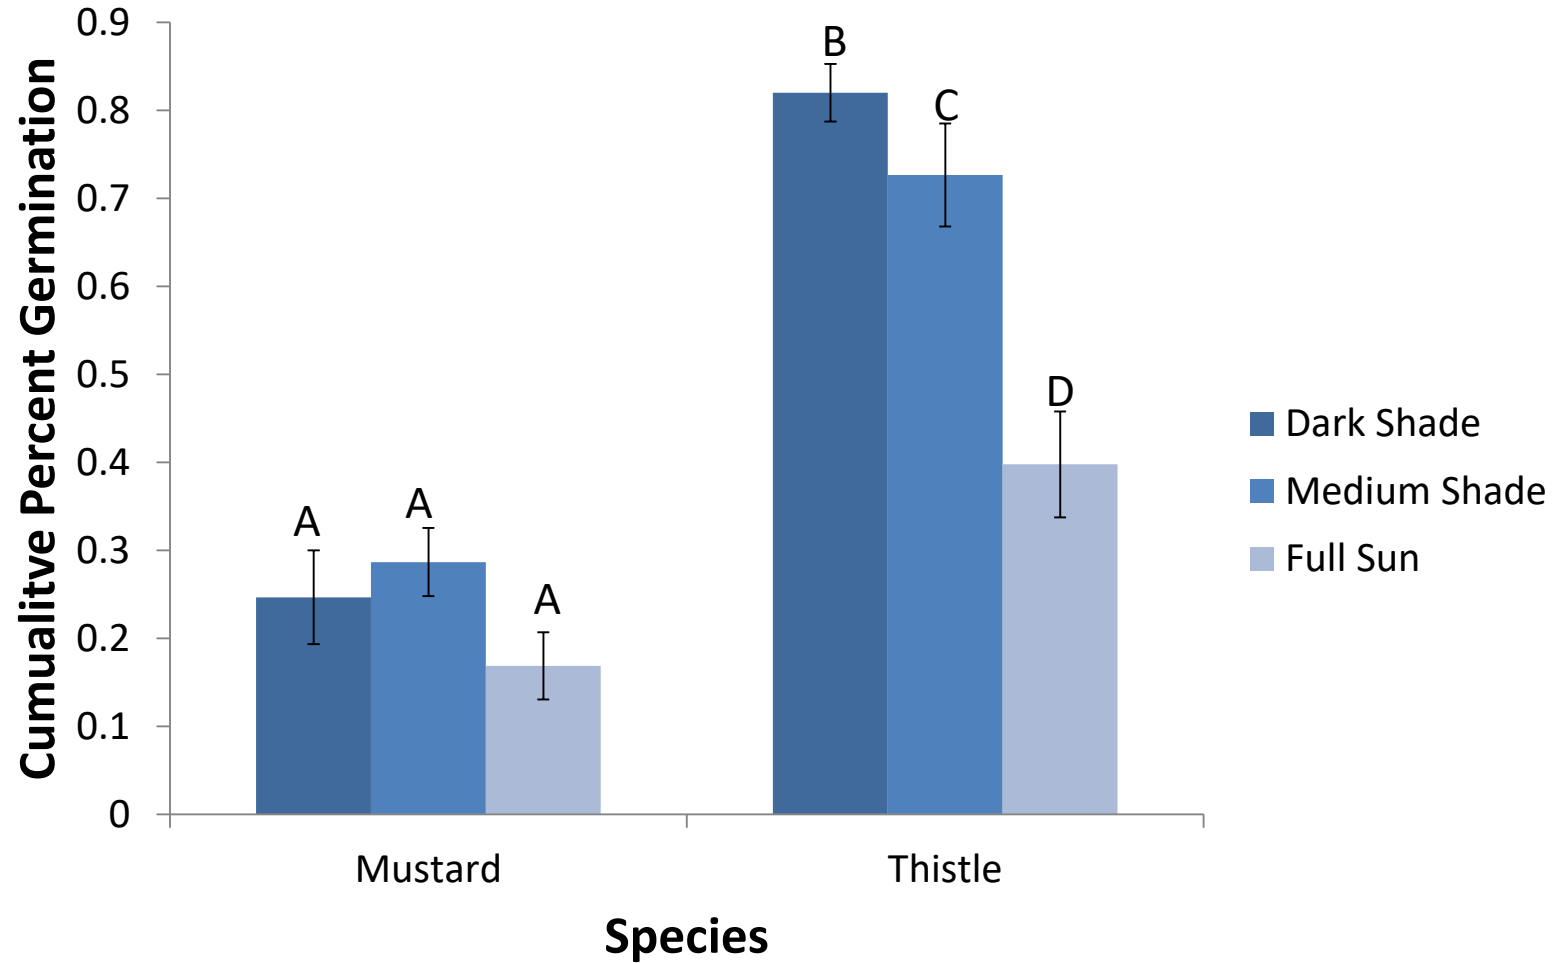 Cumualitve Percent Germination
0.9
0.8
0.7
0.6
0.5
0.4
0.3
0.2
0.1
0
A
A
A
B
C
D
Mustard
Thistle
Species
Dark Shade
Medium Shade
Full Sun